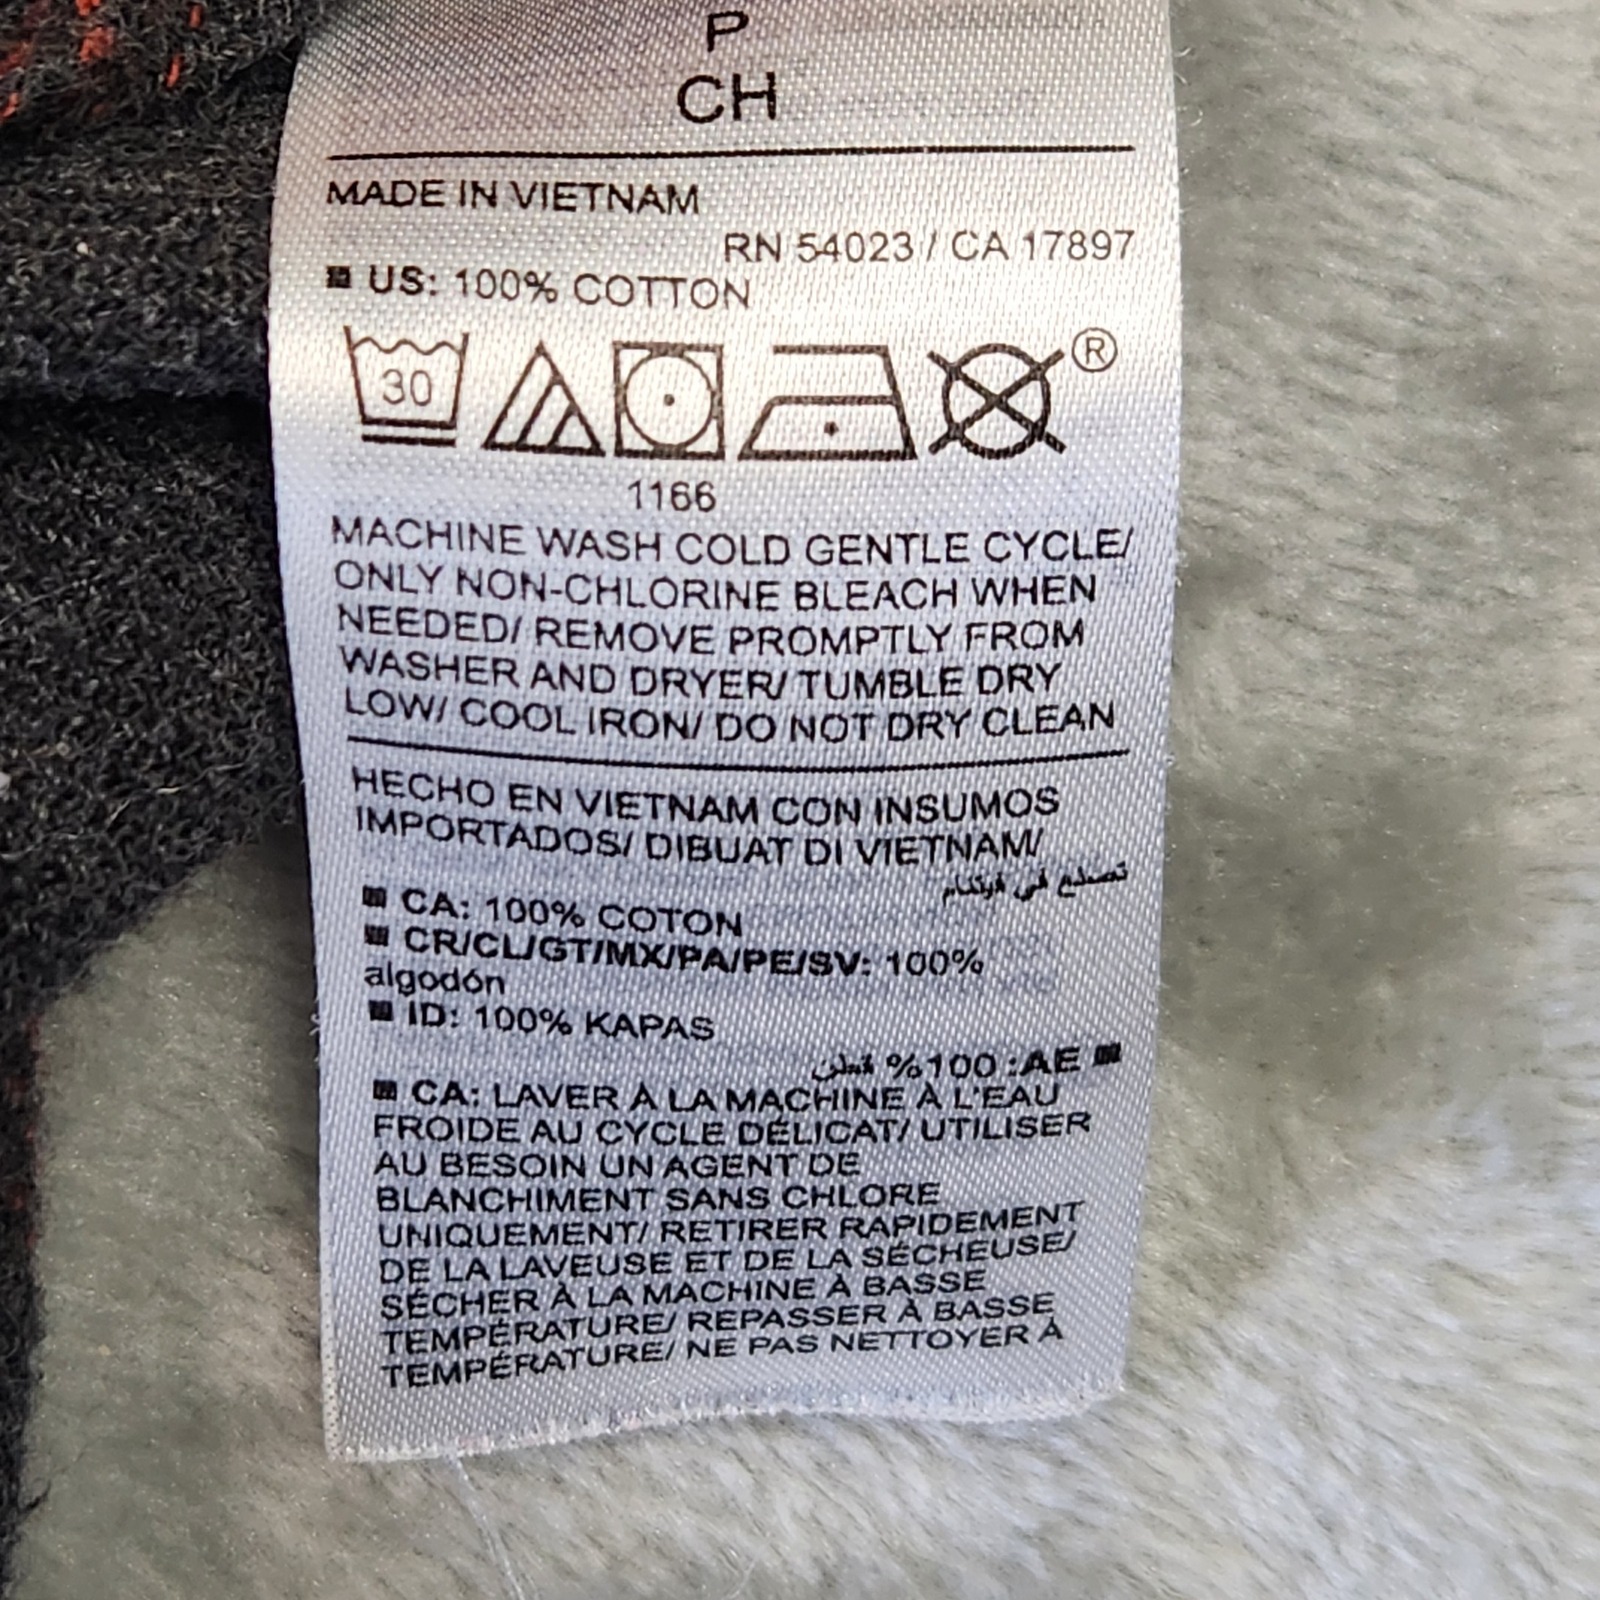 P
CH
MADE IN VIETNAM
RN 54023 / CA 17897
■ US: 100% COTTON
30
®
1166
MACHINE WASH COLD GENTLE CYCLE/
ONLY NON-CHLORINE BLEACH WHEN
NEEDED/ REMOVE PROMPTLY FROM
WASHER AND DRYER/ TUMBLE DRY
LOW/ COOL IRON/ DO NOT DRY CLEAN
HECHO EN VIETNAM CON INSUMOS
IMPORTADOS/ DIBUAT DI VIETNAM/
تصنع في فيتنام
■ CA: 100% COTON
■ CR/CL/GT/MX/PA/PE/SV: 100%
algodón
■ ID: 100% KAPAS
■ AE: 100% قطن
■ CA: LAVER À LA MACHINE À L'EAU
FROIDE AU CYCLE DÉLICAT/ UTILISER
AU BESOIN UN AGENT DE
BLANCHIMENT SANS CHLORE
UNIQUEMENT/ RETIRER RAPIDEMENT
DE LA LAVEUSE ET DE LA SÉCHEUSE/
SÉCHER À LA MACHINE À BASSE
TEMPÉRATURE/ REPASSER À BASSE
TEMPÉRATURE/ NE PAS NETTOYER À